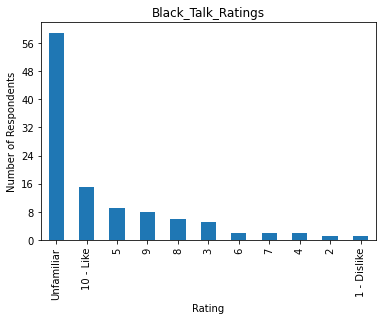 Black_Talk_Ratings
Number of Respondents
56
48
40
32
24
16
8
0
Unfamiliar
10 - Like
5
9
8
3
6
7
4
2
1 - Dislike
Rating